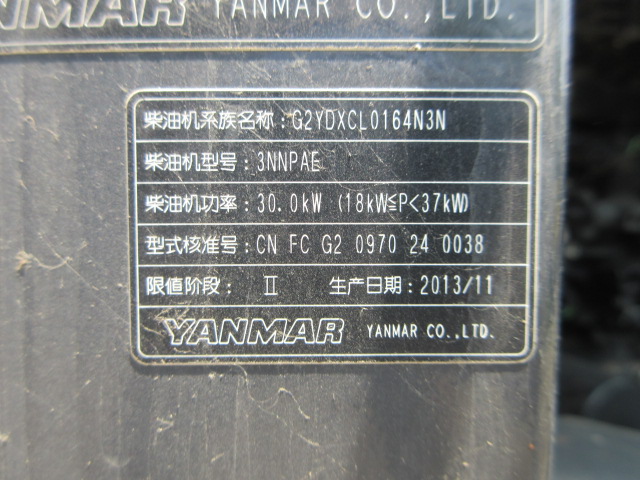 YANMAR YANMAR CO.,LTD.
柴油机系族名称：G2YDXCL0164N3N
柴油机型号：3NNPAE
柴油机功率：30.0kW (18kW≦P<37kW)
型式核准号：CN FC G2 0970 24 0038
限值阶段： Ⅱ 生产日期：2013/11
YANMAR YANMAR CO.,LTD.